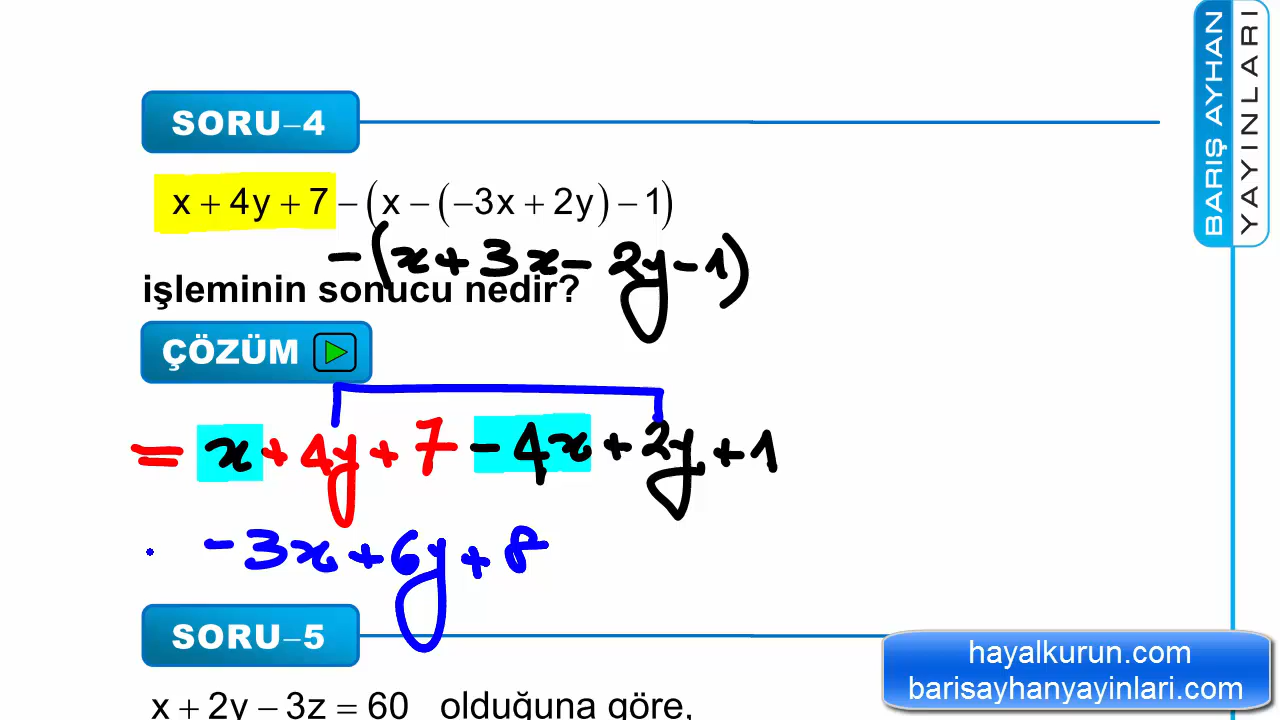 BARIŞ AYHAN
YAYINLARI
SORU–4
x + 4y + 7 − (x − (−3x + 2y) − 1)
−(x + 3x − 2y − 1)
işleminin sonucu nedir?
ÇÖZÜM
= x + 4y + 7 − 4x + 2y + 1
−3x + 6y + 8
SORU–5
x + 2y − 3z = 60 olduğuna göre,
hayalkurun.com
barisayhanyayinlari.com